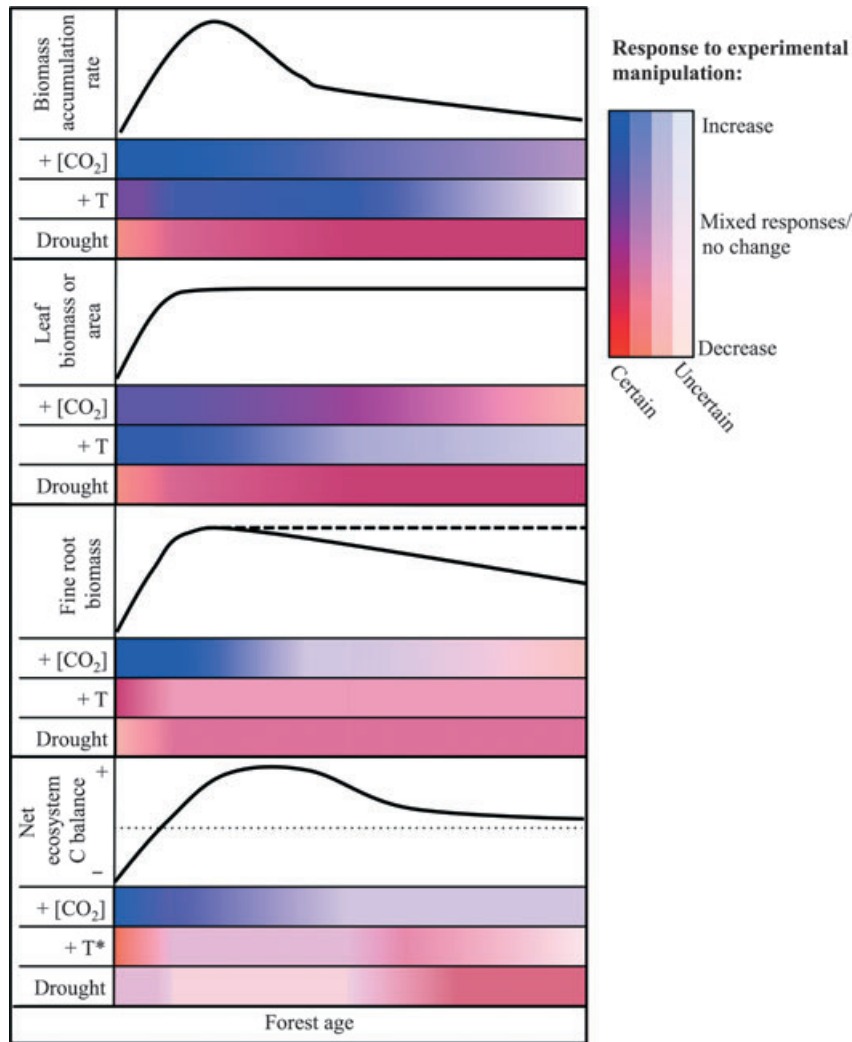 Biomass
accumulation
rate
+ [CO₂]
+ T
Drought
Leaf
biomass or
area
+ [CO₂]
+ T
Drought
Fine root
biomass
+ [CO₂]
+ T
Drought
Net
ecosystem
C balance
+
−
+ [CO₂]
+ T*
Drought
Forest age
Response to experimental
manipulation:
Increase
Mixed responses/
no change
Decrease
Certain
Uncertain